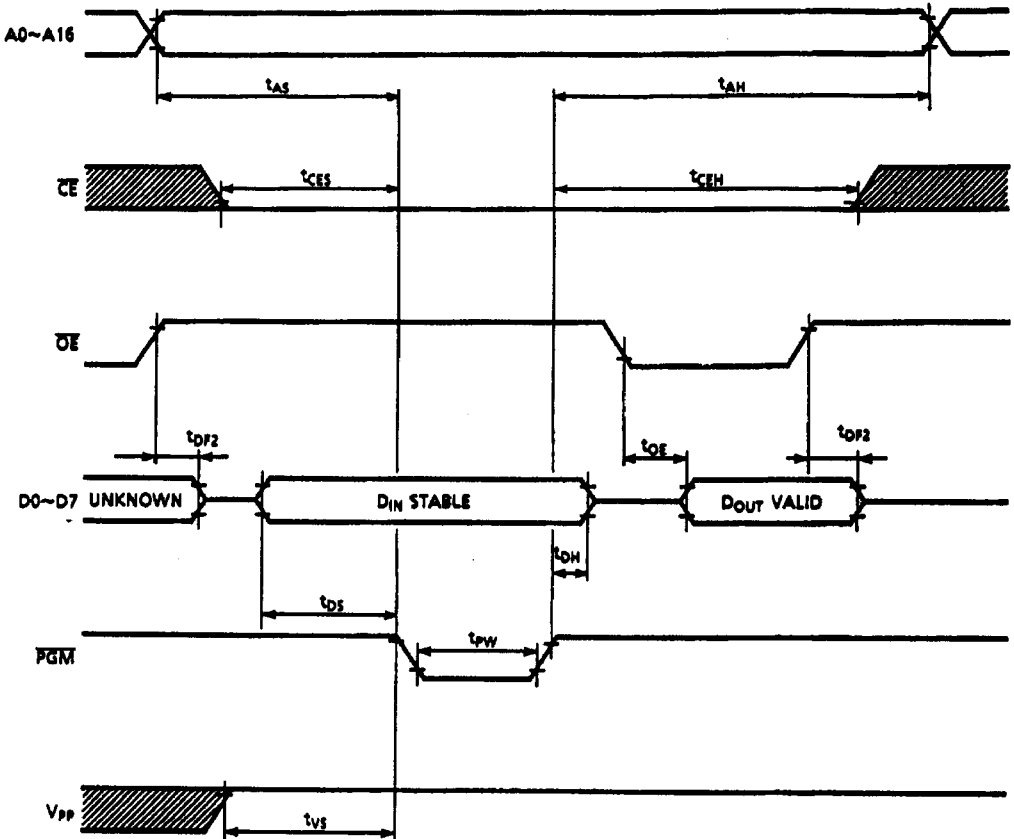 A0~A16
tAS
tAH
CE
tCES
tCEH
OE
tDF2
tOE
tDF2
D0~D7 UNKNOWN
DIN STABLE
DOUT VALID
tDH
tDS
PGM
tPW
VPP
tVS